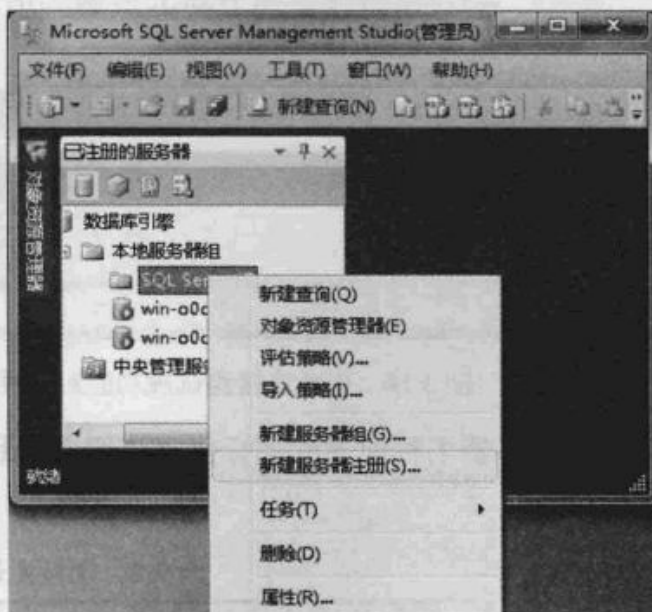 Microsoft SQL Server Management Studio(管理员)
文件(F) 编辑(E) 视图(V) 工具(T) 窗口(W) 帮助(H)
新建查询(N)
对象资源管理器
已注册的服务器
数据库引擎
本地服务器组
SQL Ser
win-o0c
win-o0c
中央管理服务
就绪
新建查询(Q)
对象资源管理器(E)
评估策略(V)...
导入策略(I)...
新建服务器组(G)...
新建服务器注册(S)...
任务(T)
删除(D)
属性(R)...